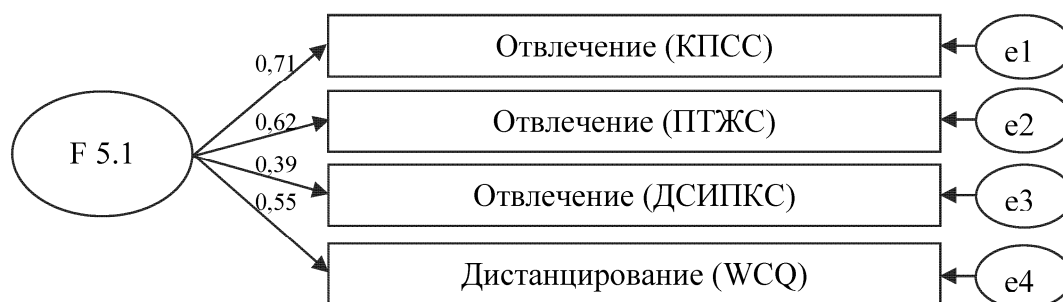 Отвлечение (КПСС)
e1
0,71
Отвлечение (ПТЖС)
e2
0,62
F 5.1
0,39
Отвлечение (ДСИПКС)
e3
0,55
Дистанцирование (WCQ)
e4